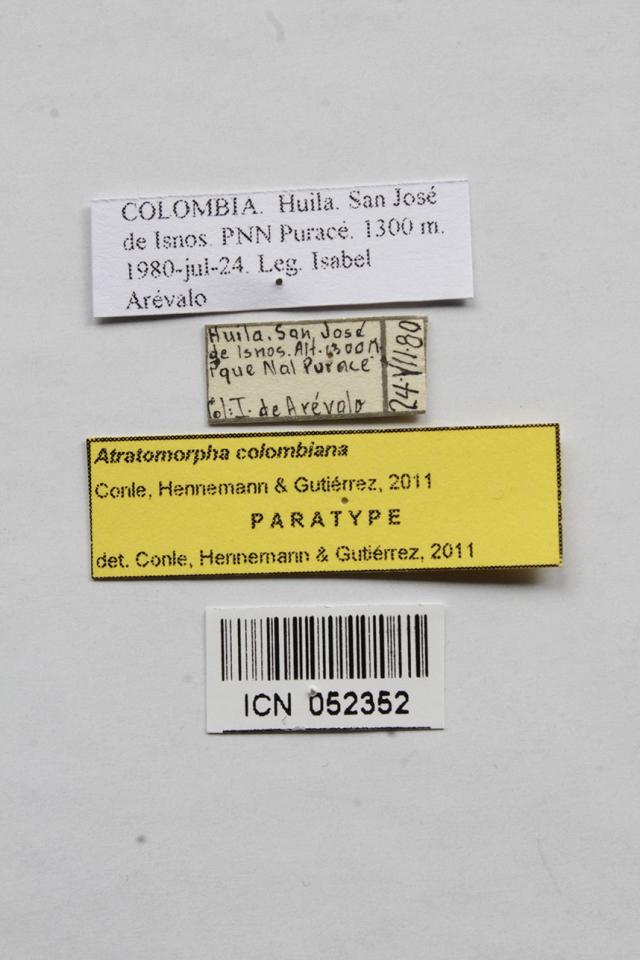 COLOMBIA. Huila. San José
de Isnos. PNN Puracé. 1300 m.
1980-jul-24. Leg. Isabel
Arévalo
Huila. San José
de Isnos. Alt. 1300 M.
Pque Nal Puracé
Col: I. de Arévalo
24-VII-80
Atratomorpha colombiana
Conle, Hennemann & Gutiérrez, 2011
PARATYPE
det. Conle, Hennemann & Gutiérrez, 2011
ICN 052352